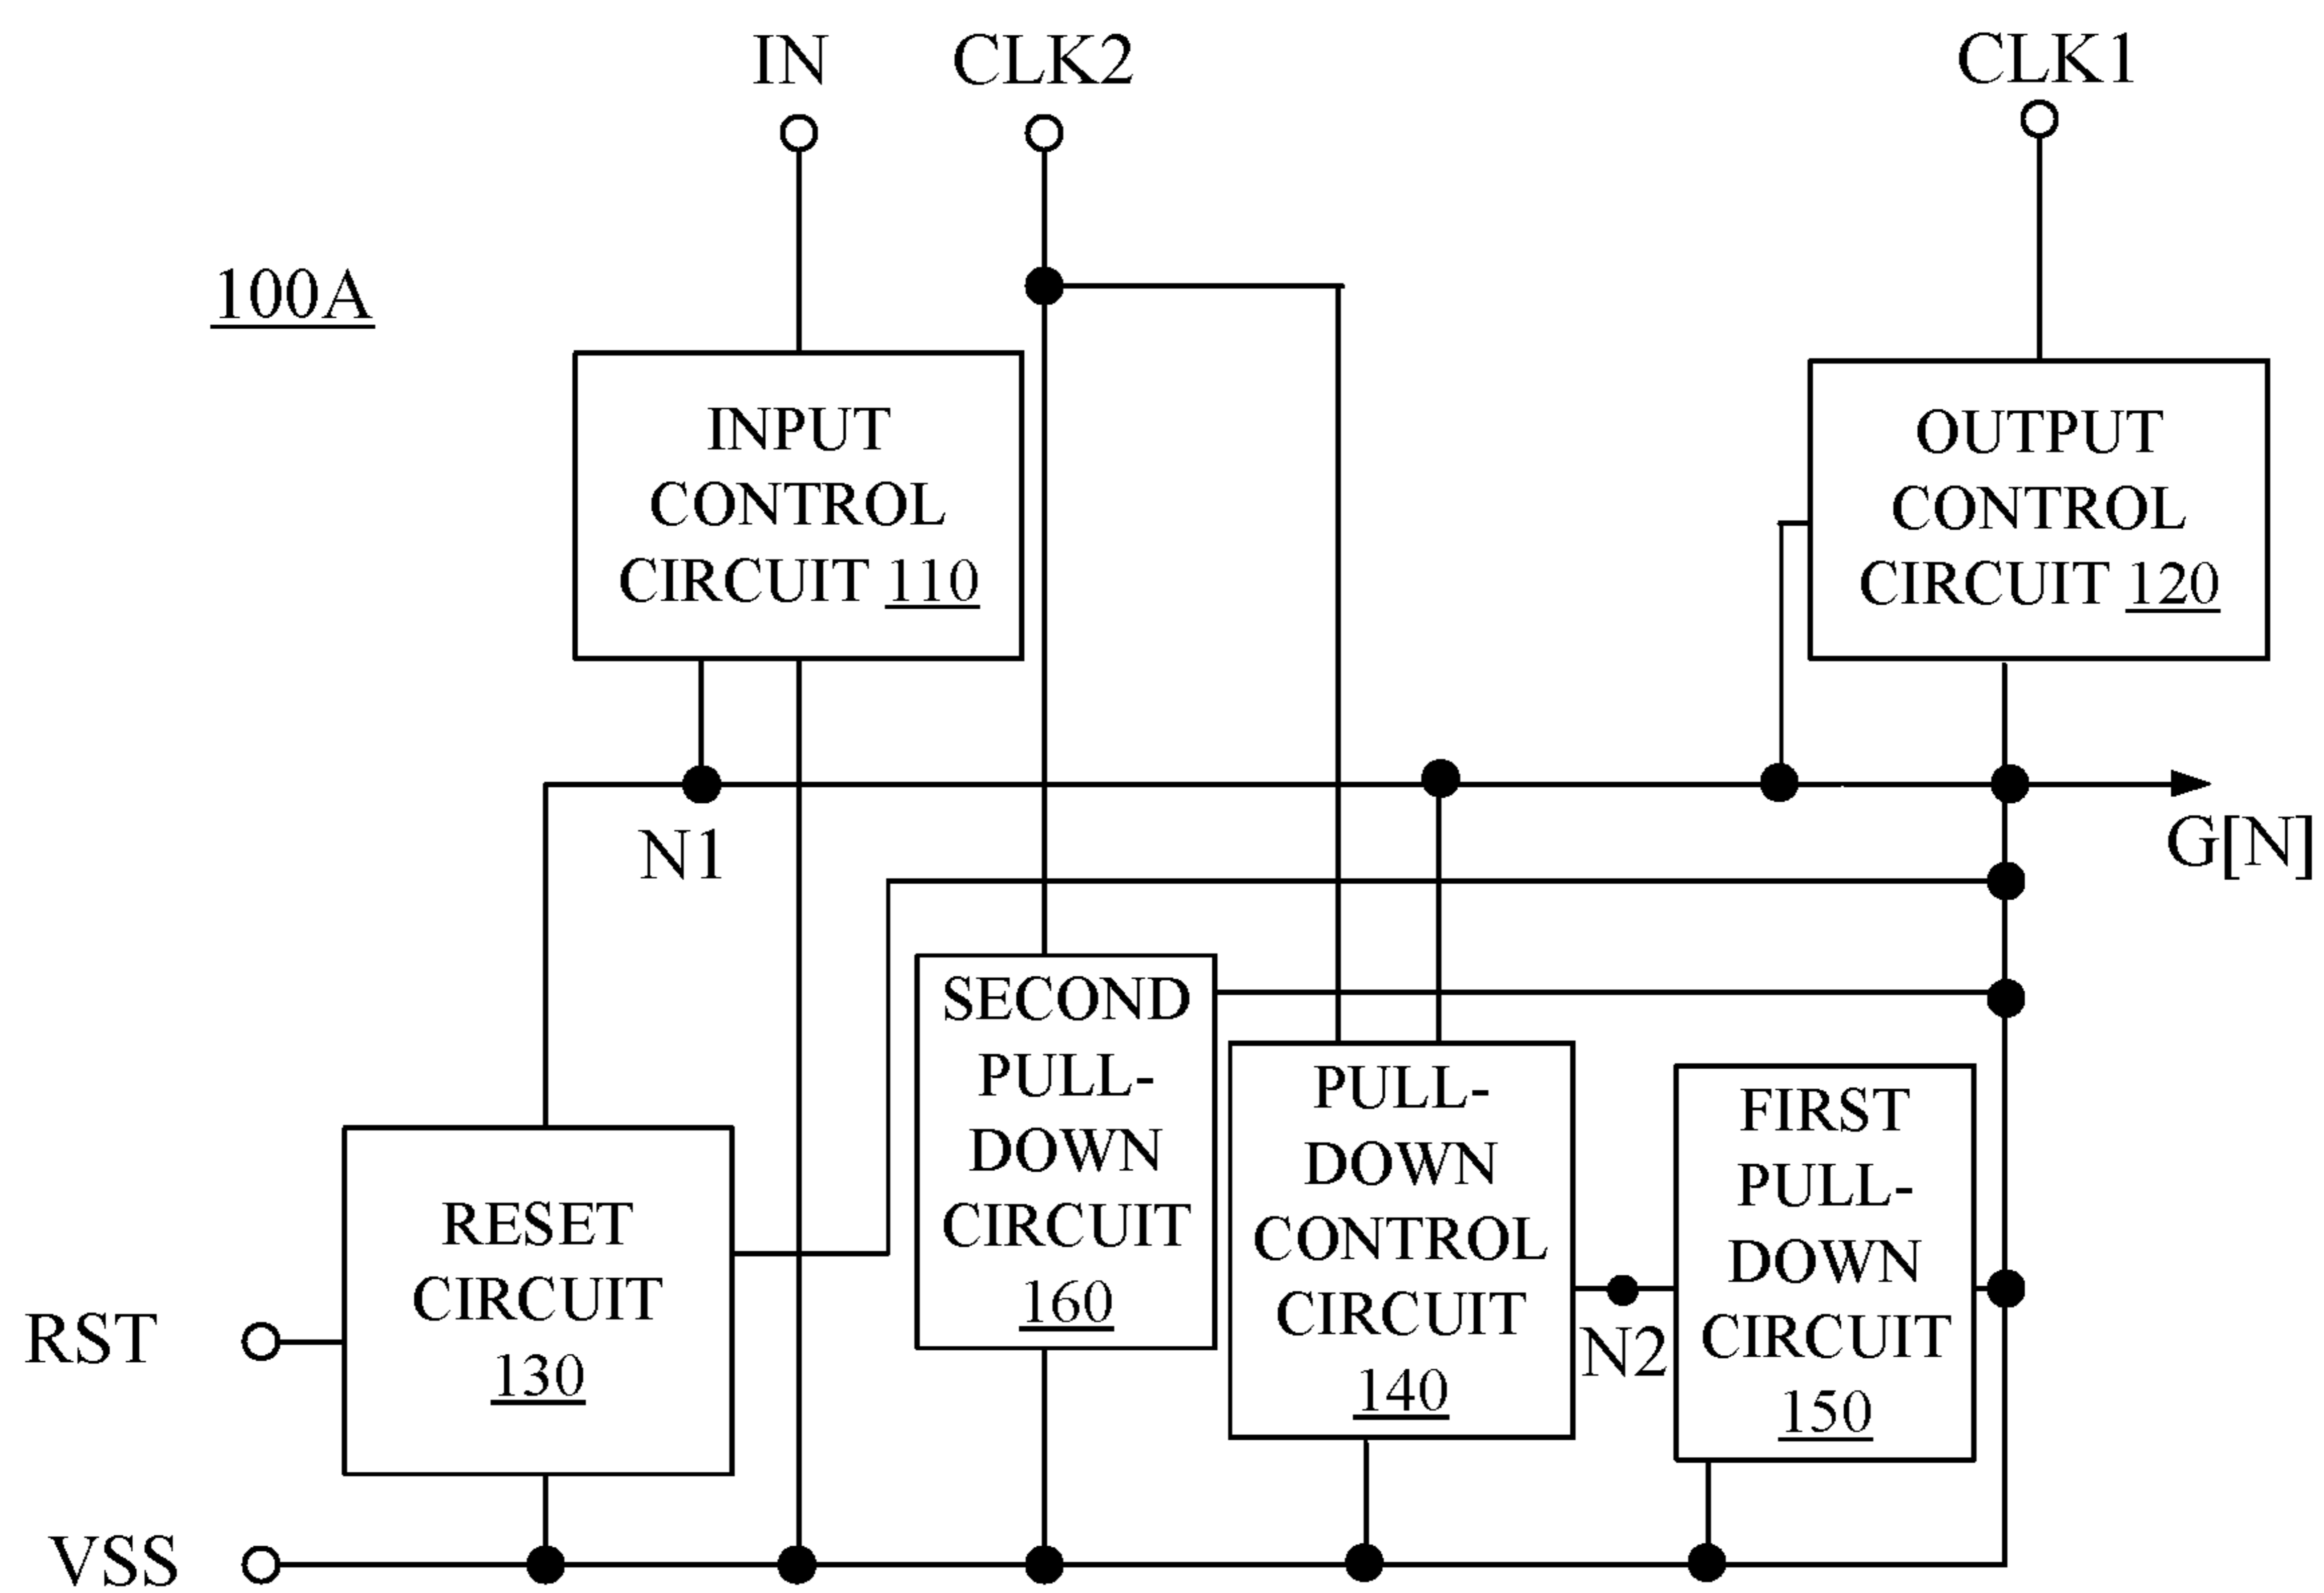 IN
CLK2
CLK1
100A
INPUT
CONTROL
CIRCUIT 110
OUTPUT
CONTROL
CIRCUIT 120
N1
G[N]
SECOND
PULL-
DOWN
CIRCUIT
160
PULL-
DOWN
CONTROL
CIRCUIT
140
FIRST
PULL-
DOWN
CIRCUIT
150
N2
RESET
CIRCUIT
130
RST
VSS